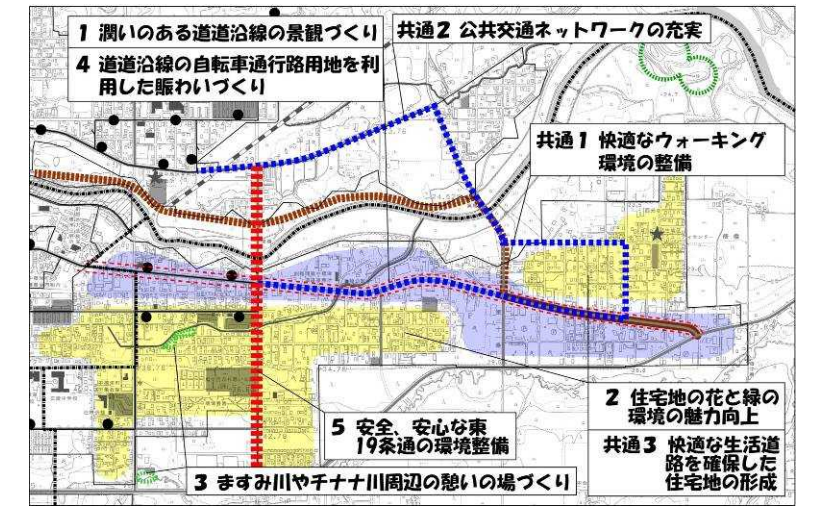 1 潤いのある道道沿線の景観づくり
4 道道沿線の自転車通行路用地を利
用した賑わいづくり
共通2 公共交通ネットワークの充実
共通1 快適なウォーキング
環境の整備
2 住宅地の花と緑の
環境の魅力向上
共通3 快適な生活道
路を確保した
住宅地の形成
5 安全、安心な東
19条通の環境整備
3 ますみ川やチナナ川周辺の憩いの場づくり